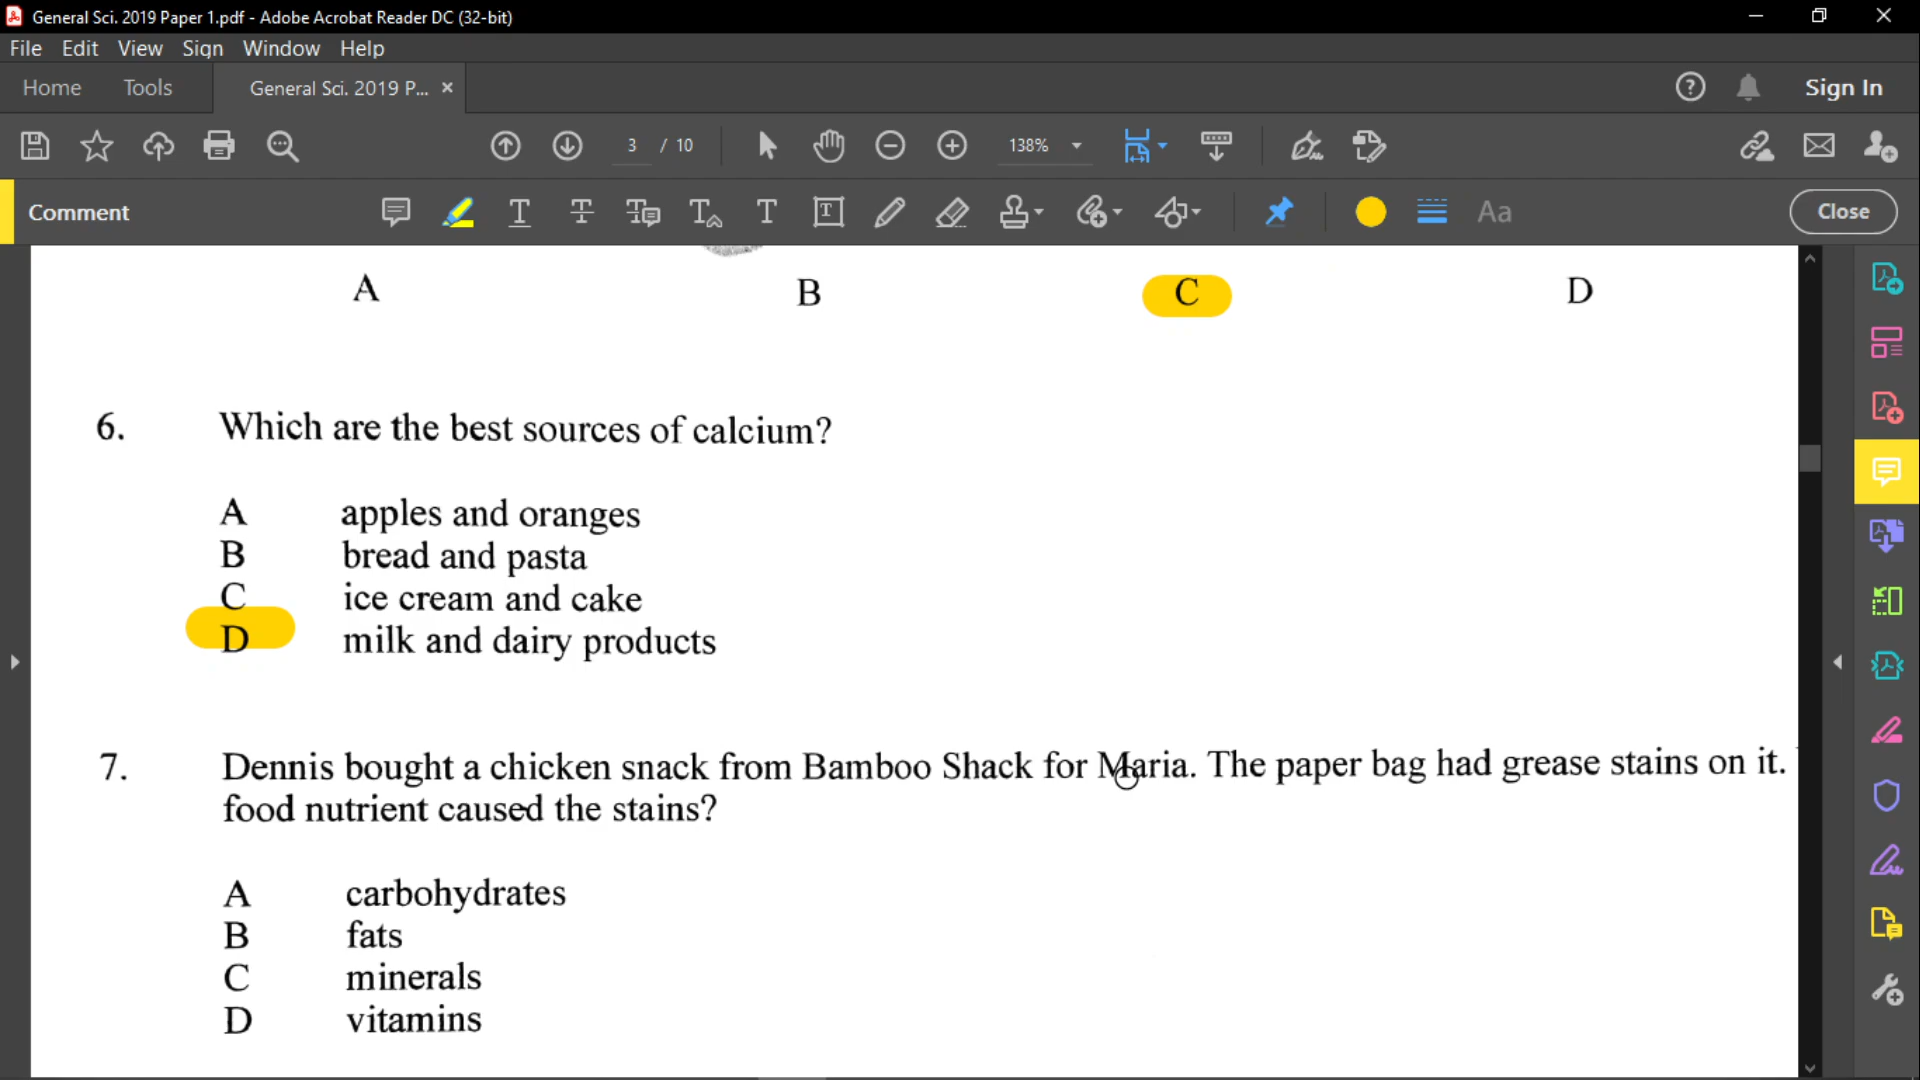 General Sci. 2019 Paper 1.pdf - Adobe Acrobat Reader DC (32-bit)
File Edit View Sign Window Help
Home Tools General Sci. 2019 P... × Sign In
3 / 10 138%
Comment Aa Close
A B C D
6. Which are the best sources of calcium?
A apples and oranges
B bread and pasta
C ice cream and cake
D milk and dairy products
7. Dennis bought a chicken snack from Bamboo Shack for Maria. The paper bag had grease stains on it.
food nutrient caused the stains?
A carbohydrates
B fats
C minerals
D vitamins